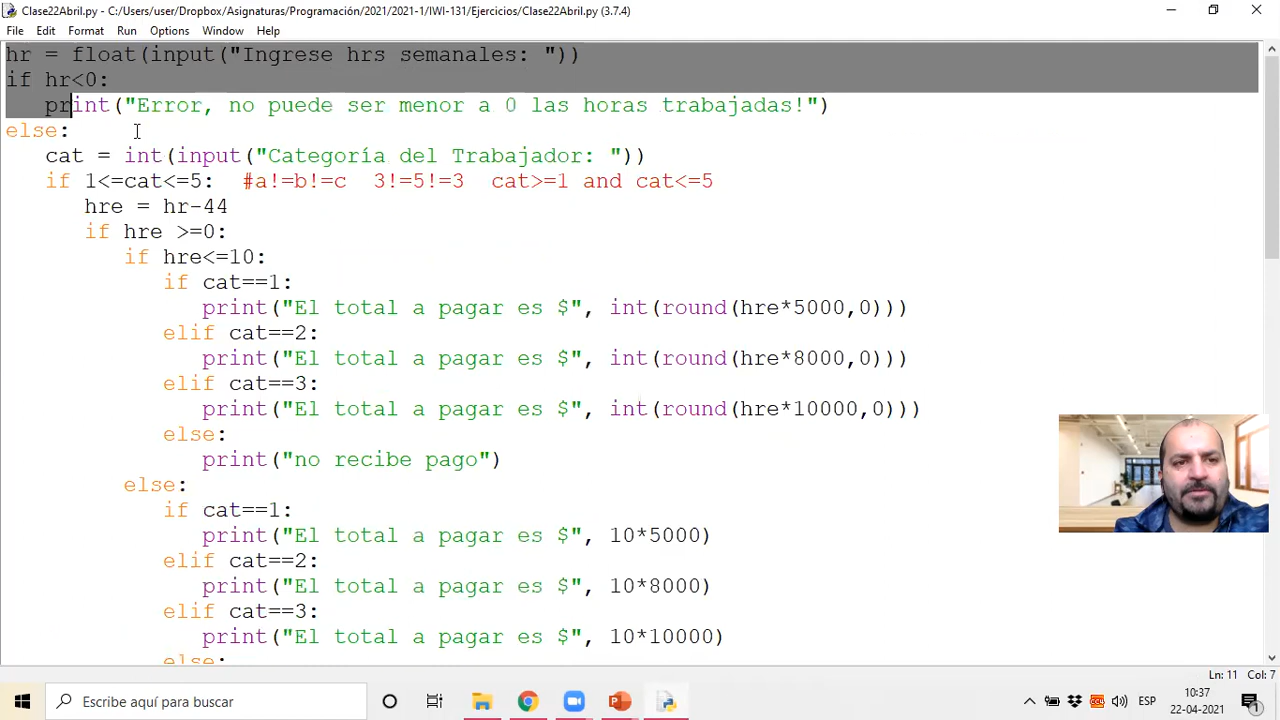 Clase22Abril.py - C:/Users/user/Dropbox/Asignaturas/Programación/2021/2021-1/IWI-131/Ejercicios/Clase22Abril.py (3.7.4)
File Edit Format Run Options Window Help
hr = float(input("Ingrese hrs semanales: "))
if hr<0:
print("Error, no puede ser menor a 0 las horas trabajadas!")
else:
cat = int(input("Categoría del Trabajador: "))
if 1<=cat<=5: #a!=b!=c 3!=5!=3 cat>=1 and cat<=5
hre = hr-44
if hre >=0:
if hre<=10:
if cat==1:
print("El total a pagar es $", int(round(hre*5000,0)))
elif cat==2:
print("El total a pagar es $", int(round(hre*8000,0)))
elif cat==3:
print("El total a pagar es $", int(round(hre*10000,0)))
else:
print("no recibe pago")
else:
if cat==1:
print("El total a pagar es $", 10*5000)
elif cat==2:
print("El total a pagar es $", 10*8000)
elif cat==3:
print("El total a pagar es $", 10*10000)
else:
Ln: 11 Col: 7
Escribe aquí para buscar
ESP
10:37
22-04-2021
1